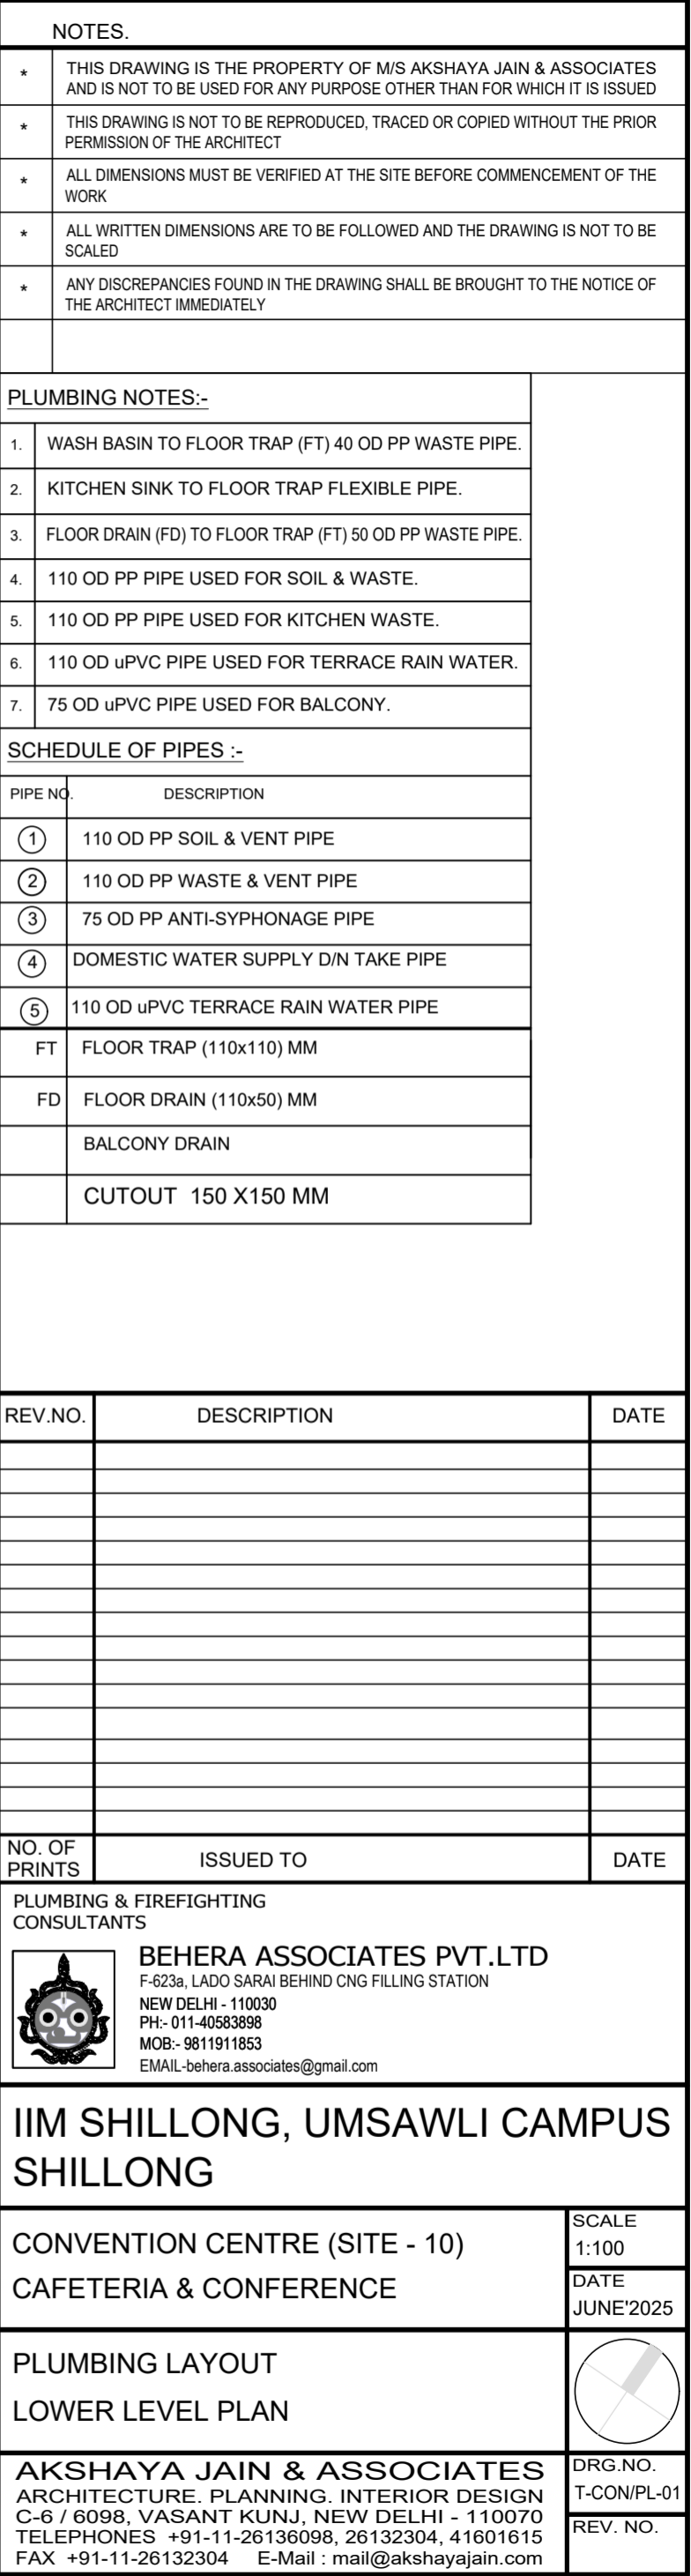 NOTES.
* THIS DRAWING IS THE PROPERTY OF M/S AKSHAYA JAIN & ASSOCIATES
AND IS NOT TO BE USED FOR ANY PURPOSE OTHER THAN FOR WHICH IT IS ISSUED
* THIS DRAWING IS NOT TO BE REPRODUCED, TRACED OR COPIED WITHOUT THE PRIOR
PERMISSION OF THE ARCHITECT
* ALL DIMENSIONS MUST BE VERIFIED AT THE SITE BEFORE COMMENCEMENT OF THE
WORK
* ALL WRITTEN DIMENSIONS ARE TO BE FOLLOWED AND THE DRAWING IS NOT TO BE
SCALED
* ANY DISCREPANCIES FOUND IN THE DRAWING SHALL BE BROUGHT TO THE NOTICE OF
THE ARCHITECT IMMEDIATELY
PLUMBING NOTES:-
1. WASH BASIN TO FLOOR TRAP (FT) 40 OD PP WASTE PIPE.
2. KITCHEN SINK TO FLOOR TRAP FLEXIBLE PIPE.
3. FLOOR DRAIN (FD) TO FLOOR TRAP (FT) 50 OD PP WASTE PIPE.
4. 110 OD PP PIPE USED FOR SOIL & WASTE.
5. 110 OD PP PIPE USED FOR KITCHEN WASTE.
6. 110 OD uPVC PIPE USED FOR TERRACE RAIN WATER.
7. 75 OD uPVC PIPE USED FOR BALCONY.
SCHEDULE OF PIPES :-
PIPE NO. DESCRIPTION
1 110 OD PP SOIL & VENT PIPE
2 110 OD PP WASTE & VENT PIPE
3 75 OD PP ANTI-SYPHONAGE PIPE
4 DOMESTIC WATER SUPPLY D/N TAKE PIPE
5 110 OD uPVC TERRACE RAIN WATER PIPE
FT FLOOR TRAP (110x110) MM
FD FLOOR DRAIN (110x50) MM
BALCONY DRAIN
CUTOUT 150 X150 MM
REV.NO. DESCRIPTION DATE
NO. OF
PRINTS ISSUED TO DATE
PLUMBING & FIREFIGHTING
CONSULTANTS
BEHERA ASSOCIATES PVT.LTD
F-623a, LADO SARAI BEHIND CNG FILLING STATION
NEW DELHI - 110030
PH:- 011-40583898
MOB:- 9811911853
EMAIL-behera.associates@gmail.com
IIM SHILLONG, UMSAWLI CAMPUS
SHILLONG
CONVENTION CENTRE (SITE - 10)
CAFETERIA & CONFERENCE
SCALE
1:100
DATE
JUNE'2025
PLUMBING LAYOUT
LOWER LEVEL PLAN
AKSHAYA JAIN & ASSOCIATES
ARCHITECTURE. PLANNING. INTERIOR DESIGN
C-6 / 6098, VASANT KUNJ, NEW DELHI - 110070
TELEPHONES +91-11-26136098, 26132304, 41601615
FAX +91-11-26132304 E-Mail : mail@akshayajain.com
DRG.NO.
T-CON/PL-01
REV. NO.